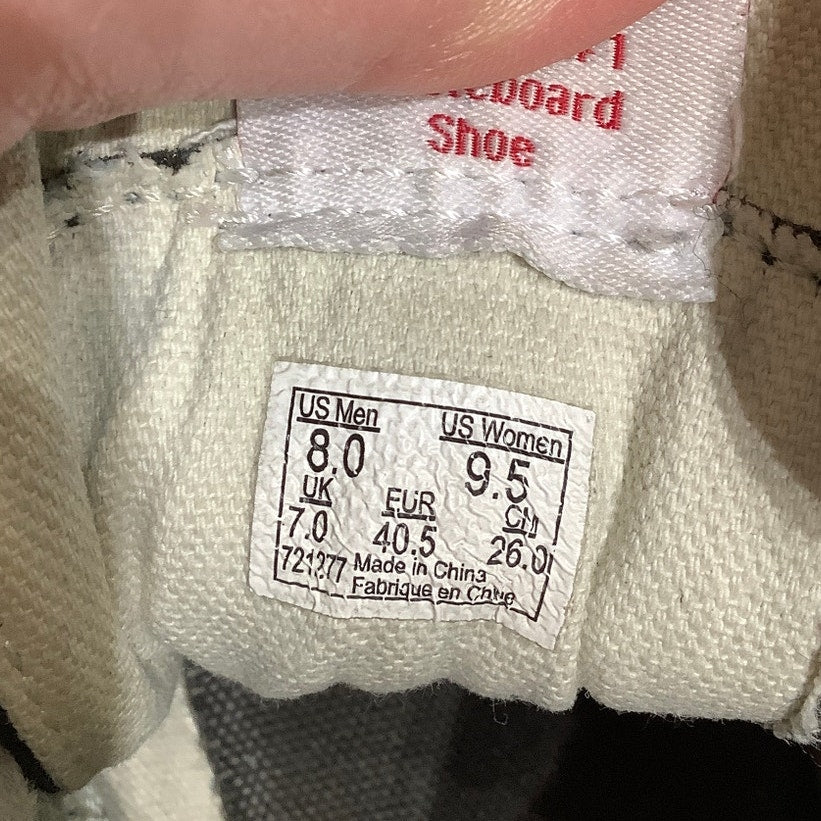 Shoe
US Men US Women
8.0 9.5
UK EUR CM
7.0 40.5 26.0
721277 Made in China
Fabrique en Chine